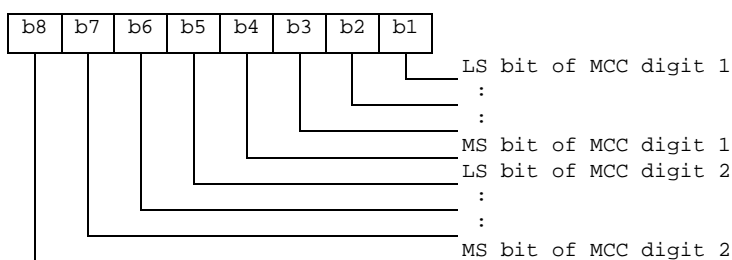 b8 b7 b6 b5 b4 b3 b2 b1
LS bit of MCC digit 1
:
:
MS bit of MCC digit 1
LS bit of MCC digit 2
:
:
MS bit of MCC digit 2